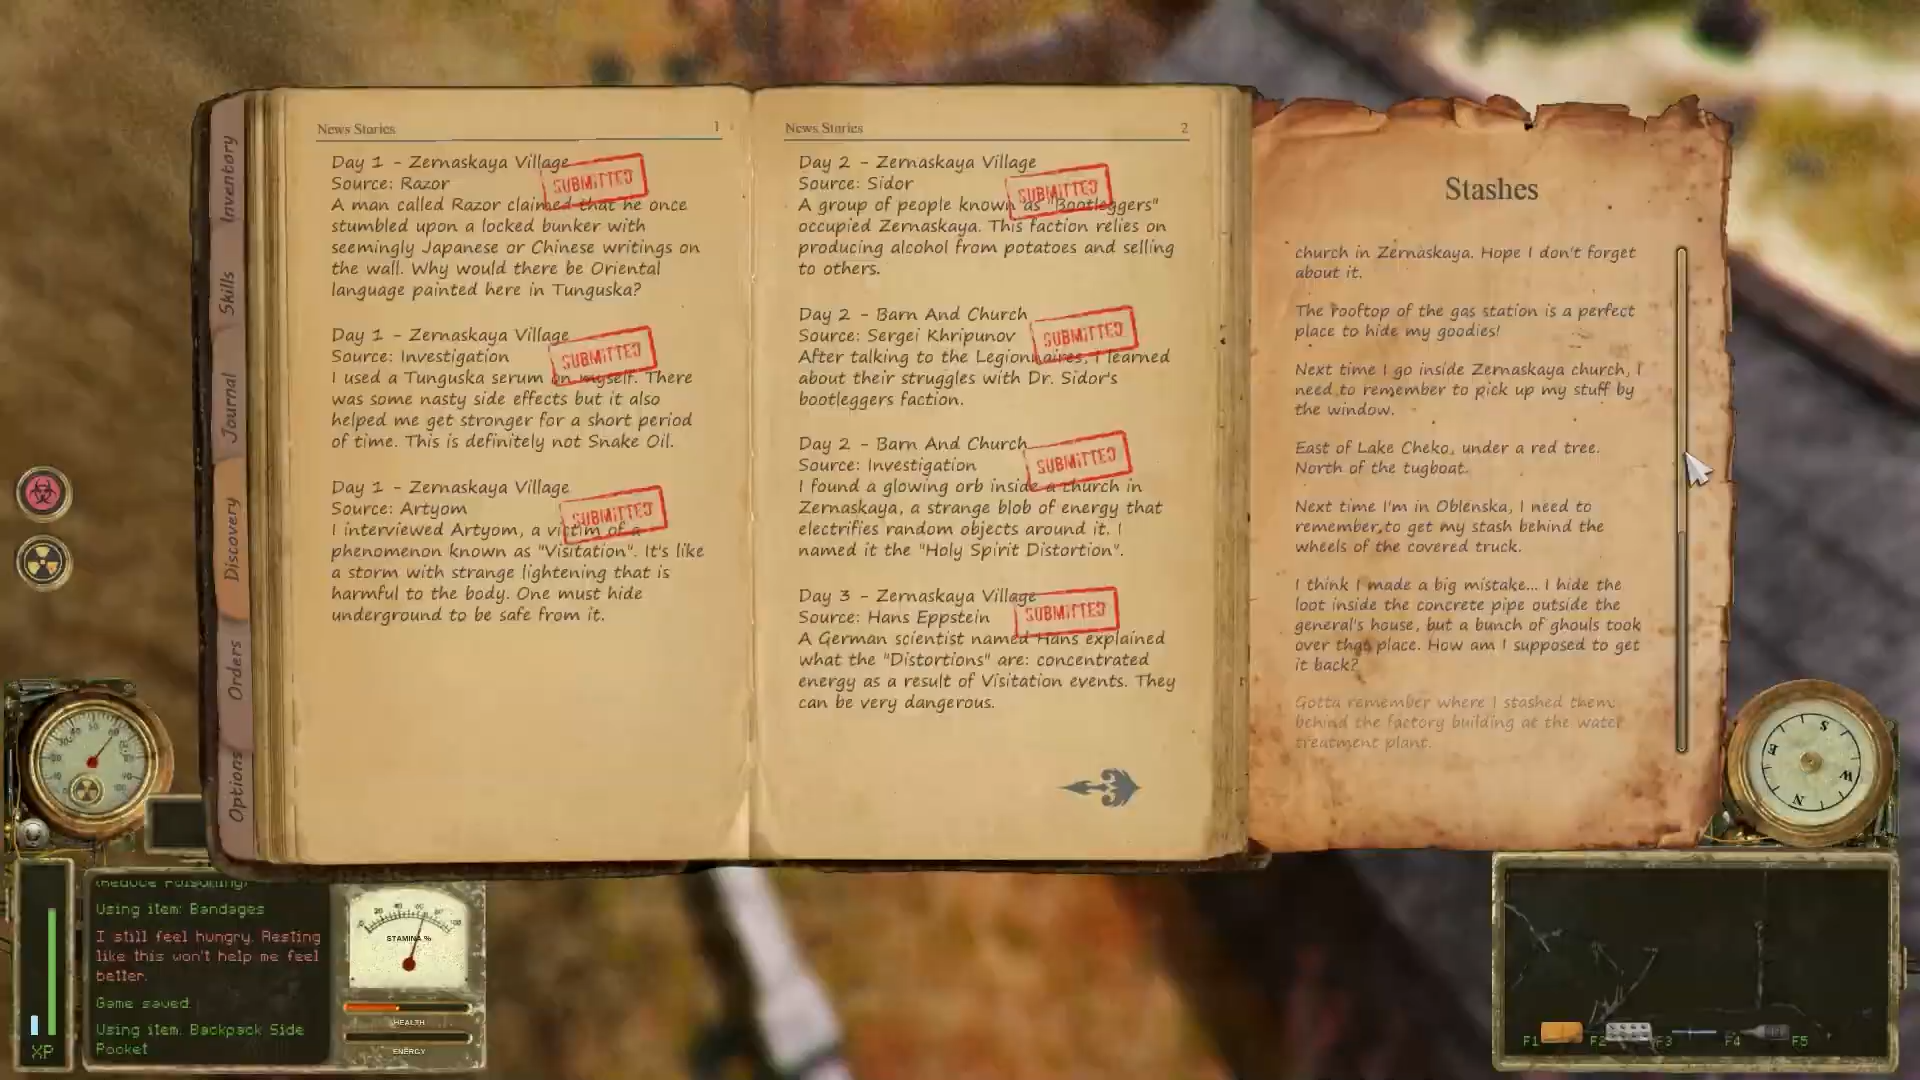 Inventory
Skills
Journal
Discovery
Orders
Options
News Stories
1
Day 1 - Zernaskaya Village
SUBMITTED
Source: Razor
A man called Razor claimed that he once
stumbled upon a locked bunker with
seemingly Japanese or Chinese writings on
the wall. Why would there be Oriental
language painted here in Tunguska?
Day 1 - Zernaskaya Village
SUBMITTED
Source: Investigation
I used a Tunguska serum on myself. There
was some nasty side effects but it also
helped me get stronger for a short period
of time. This is definitely not Snake Oil.
Day 1 - Zernaskaya Village
SUBMITTED
Source: Artyom
I interviewed Artyom, a victim of a
phenomenon known as "Visitation". It's like
a storm with strange lightening that is
harmful to the body. One must hide
underground to be safe from it.
News Stories
2
Day 2 - Zernaskaya Village
SUBMITTED
Source: Sidor
A group of people known as "Bootleggers"
occupied Zernaskaya. This faction relies on
producing alcohol from potatoes and selling
to others.
Day 2 - Barn And Church
SUBMITTED
Source: Sergei Khripunov
After talking to the Legionnaires, I learned
about their struggles with Dr. Sidor's
bootleggers faction.
Day 2 - Barn And Church
SUBMITTED
Source: Investigation
I found a glowing orb inside a church in
Zernaskaya, a strange blob of energy that
electrifies random objects around it. I
named it the "Holy Spirit Distortion".
Day 3 - Zernaskaya Village
SUBMITTED
Source: Hans Eppstein
A German scientist named Hans explained
what the "Distortions" are: concentrated
energy as a result of Visitation events. They
can be very dangerous.
Stashes
church in Zernaskaya. Hope I don't forget
about it.
The rooftop of the gas station is a perfect
place to hide my goodies!
Next time I go inside Zernaskaya church, I
need to remember to pick up my stuff by
the window.
East of Lake Cheko, under a red tree.
North of the tugboat.
Next time I'm in Oblenska, I need to
remember to get my stash behind the
wheels of the covered truck.
I think I made a big mistake... I hide the
loot inside the concrete pipe outside the
general's house, but a bunch of ghouls took
over that place. How am I supposed to get
it back?
Gotta remember where I stashed them
behind the factory building at the water
treatment plant.
XP
(Reduce Poisoning)
Using item: Bandages
I still feel hungry. Resting
like this won't help me feel
better.
Game saved.
Using item: Backpack Side
Pocket
STAMINA %
HEALTH
ENERGY
S
E
W
N
F1
F2
F3
F4
F5